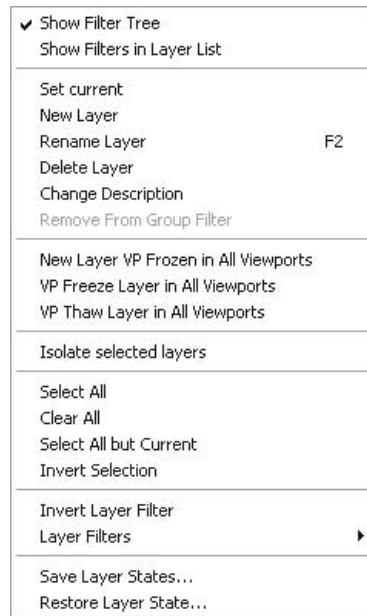 Show Filter Tree
Show Filters in Layer List
Set current
New Layer
Rename Layer F2
Delete Layer
Change Description
Remove From Group Filter
New Layer VP Frozen in All Viewports
VP Freeze Layer in All Viewports
VP Thaw Layer in All Viewports
Isolate selected layers
Select All
Clear All
Select All but Current
Invert Selection
Invert Layer Filter
Layer Filters
Save Layer States...
Restore Layer State...